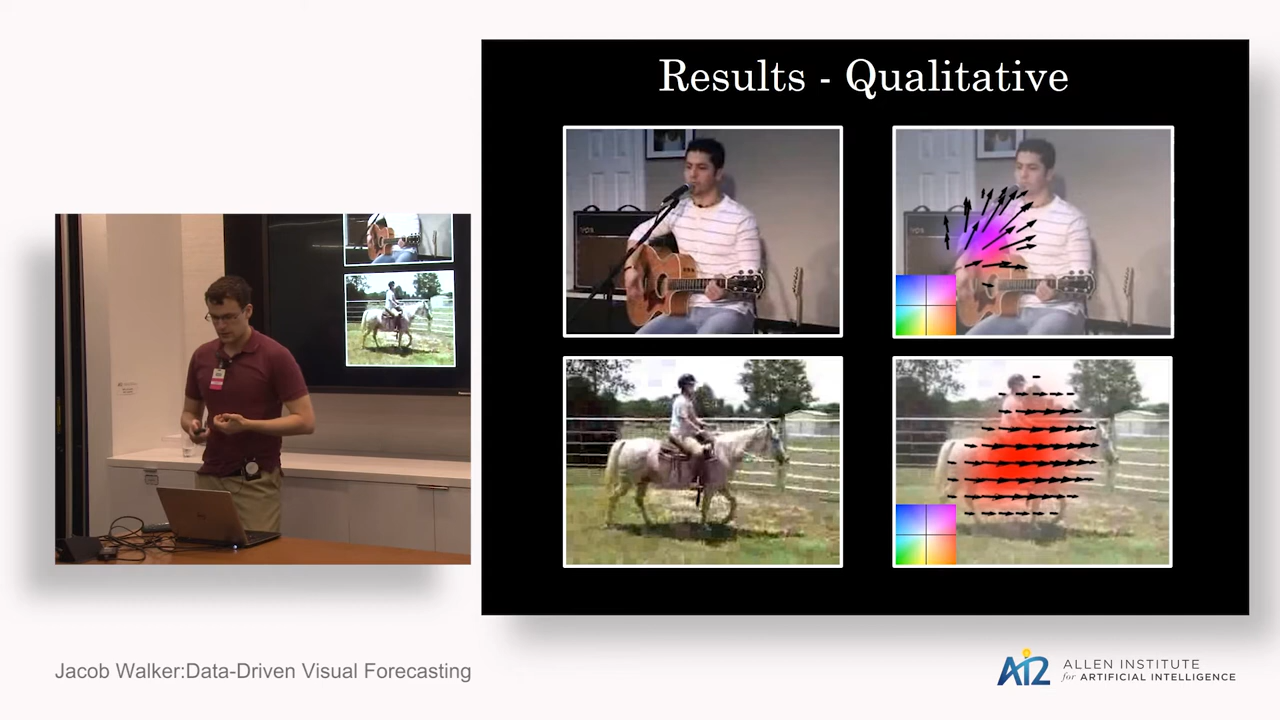 Results - Qualitative
VOX
Jacob Walker:Data-Driven Visual Forecasting
AI2
ALLEN INSTITUTE
for ARTIFICIAL INTELLIGENCE